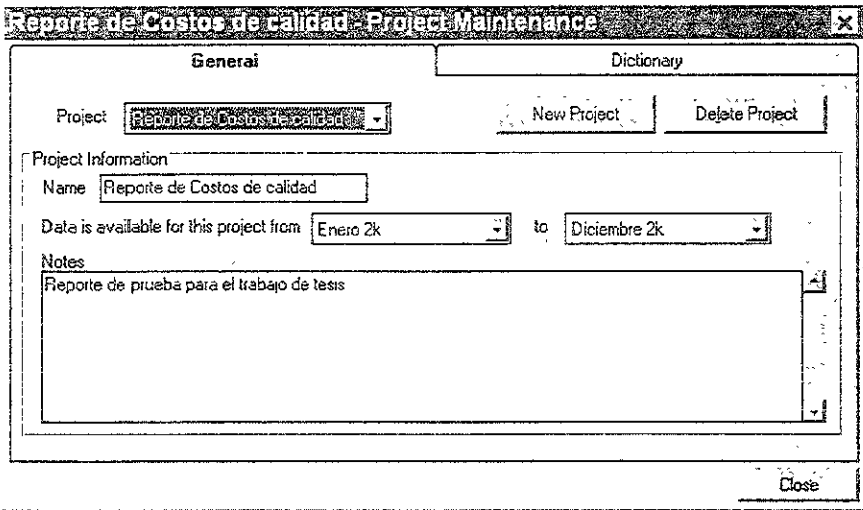 Reporte de Costos de calidad - Project Maintenance
General Dictionary
Project Reporte de Costos de calidad New Project Delete Project
Project Information
Name Reporte de Costos de calidad
Data is available for this project from Enero 2k to Diciembre 2k
Notes
Reporte de prueba para el trabajo de tesis
Close